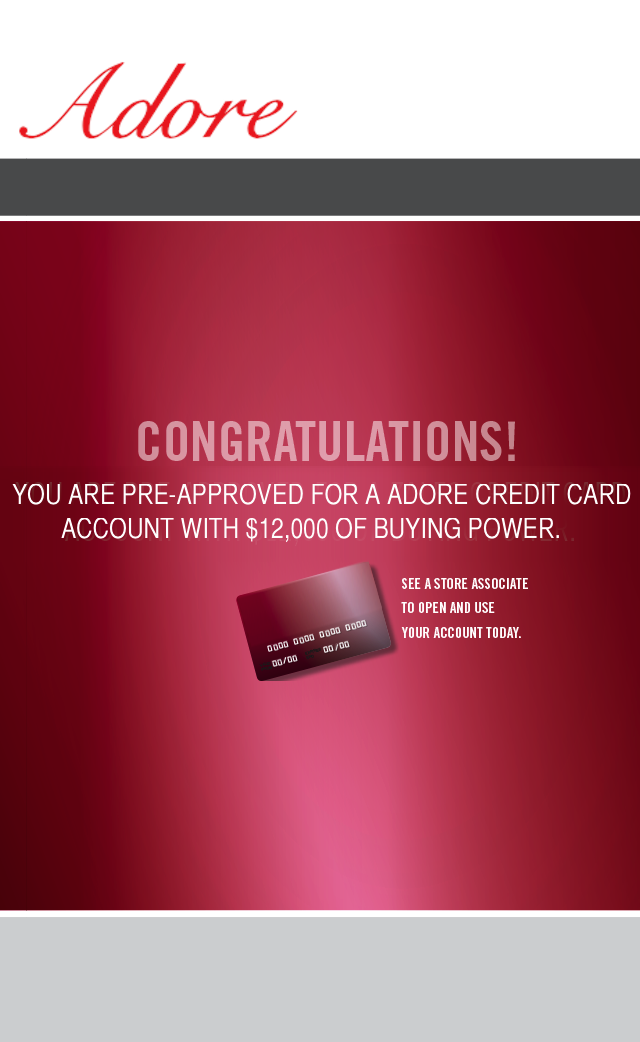 Adore
CONGRATULATIONS!
YOU ARE PRE-APPROVED FOR A ADORE CREDIT CARD
ACCOUNT WITH $12,000 OF BUYING POWER.
SEE A STORE ASSOCIATE
TO OPEN AND USE
YOUR ACCOUNT TODAY.
0000 0000 0000 0000
00/00 00/00